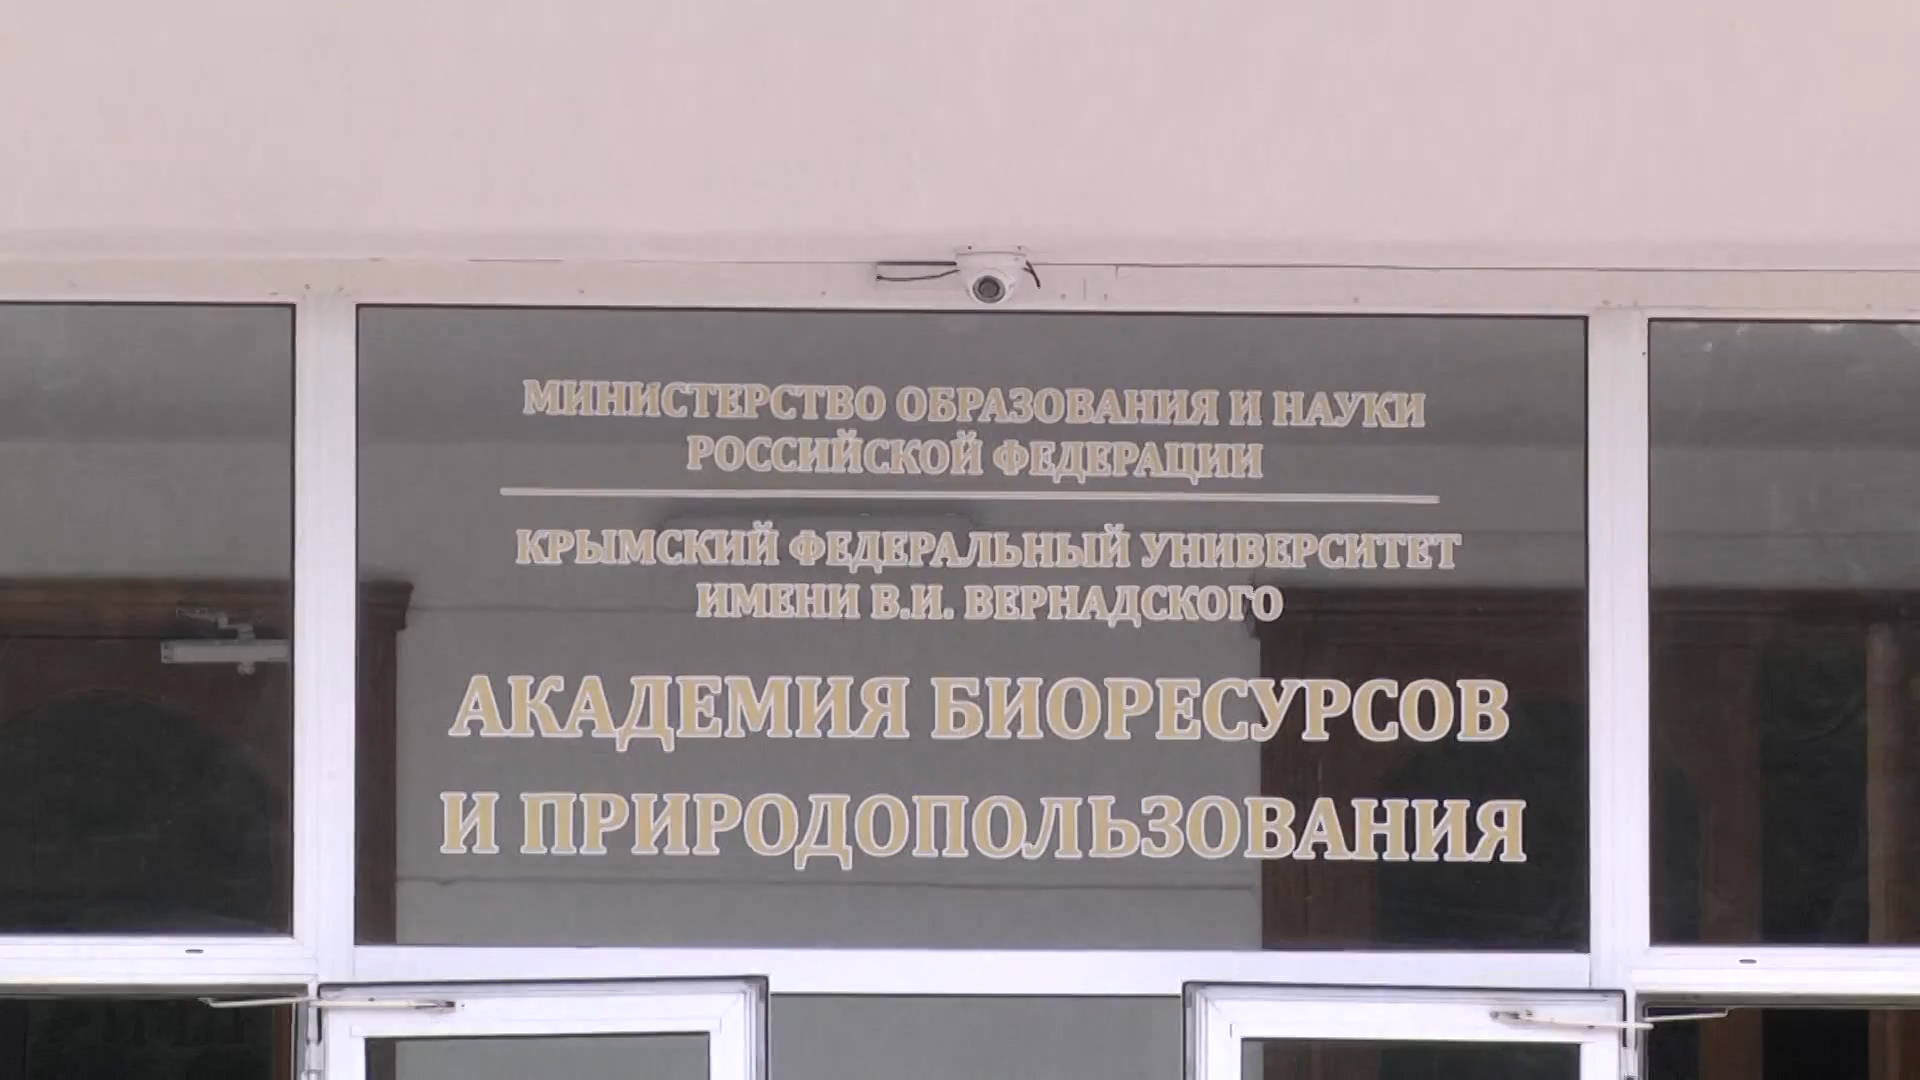 МИНИСТЕРСТВО ОБРАЗОВАНИЯ И НАУКИ
РОССИЙСКОЙ ФЕДЕРАЦИИ
КРЫМСКИЙ ФЕДЕРАЛЬНЫЙ УНИВЕРСИТЕТ
ИМЕНИ В.И. ВЕРНАДСКОГО
АКАДЕМИЯ БИОРЕСУРСОВ
И ПРИРОДОПОЛЬЗОВАНИЯ